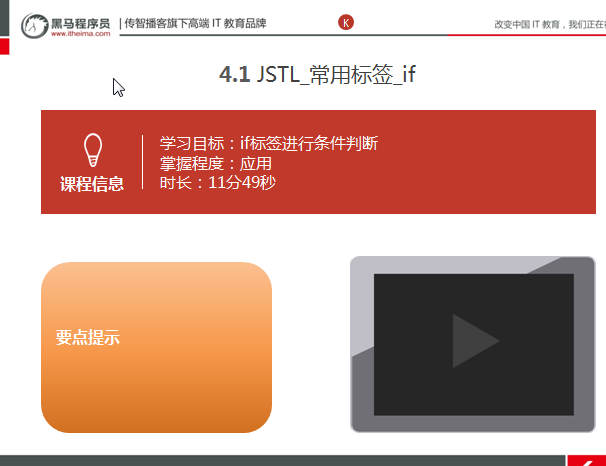 黑马程序员
www.itheima.com
传智播客旗下高端 IT 教育品牌
K
改变中国 IT 教育，我们正在
4.1 JSTL_常用标签_if
课程信息
学习目标：if标签进行条件判断
掌握程度：应用
时长：11分49秒
要点提示